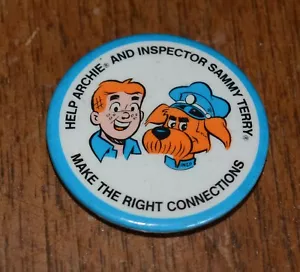 HELP ARCHIE® AND INSPECTOR SAMMY TERRY®
MAKE THE RIGHT CONNECTIONS